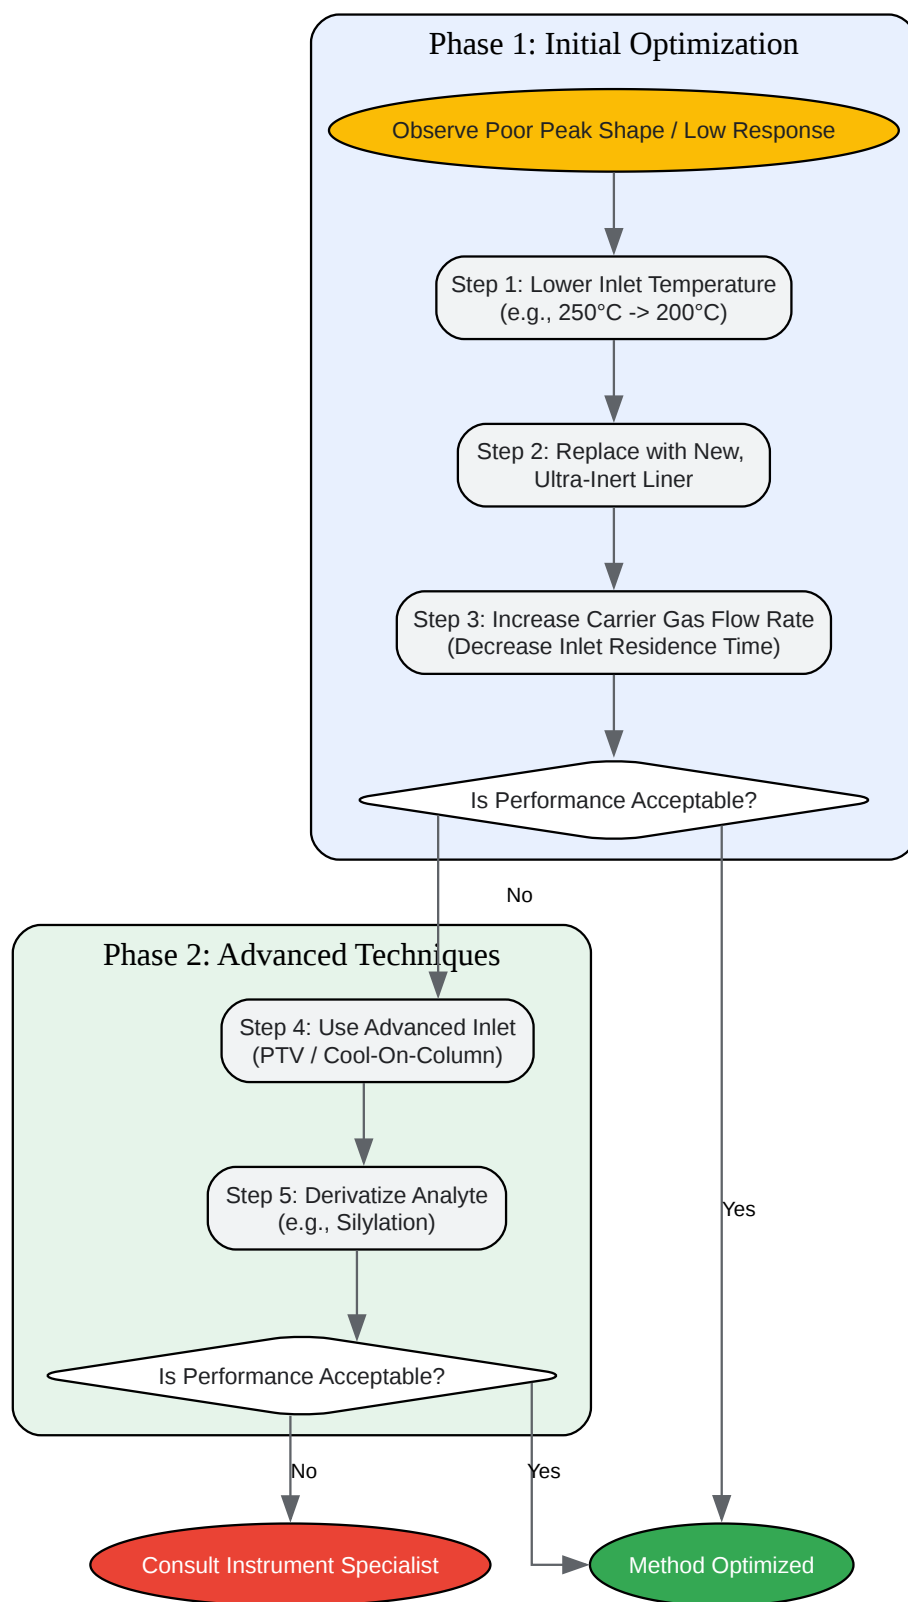 Phase 1: Initial Optimization
Observe Poor Peak Shape / Low Response
Step 1: Lower Inlet Temperature
(e.g., 250°C -> 200°C)
Step 2: Replace with New,
Ultra-Inert Liner
Step 3: Increase Carrier Gas Flow Rate
(Decrease Inlet Residence Time)
Is Performance Acceptable?
No
Phase 2: Advanced Techniques
Step 4: Use Advanced Inlet
(PTV / Cool-On-Column)
Step 5: Derivatize Analyte
(e.g., Silylation)
Yes
Is Performance Acceptable?
No
Yes
Consult Instrument Specialist
Method Optimized